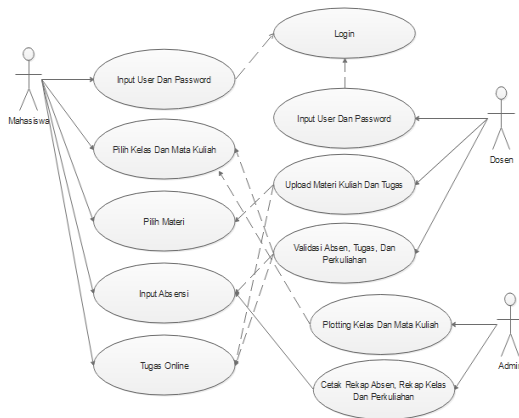 Login
Input User Dan Password
Mahasiswa
Input User Dan Password
Dosen
Pilih Kelas Dan Mata Kuliah
Upload Materi Kuliah Dan Tugas
Pilih Materi
Validasi Absen, Tugas, Dan
Perkuliahan
Input Absensi
Plotting Kelas Dan Mata Kuliah
Admin
Tugas Online
Cetak Rekap Absen, Rekap Kelas
Dan Perkuliahan